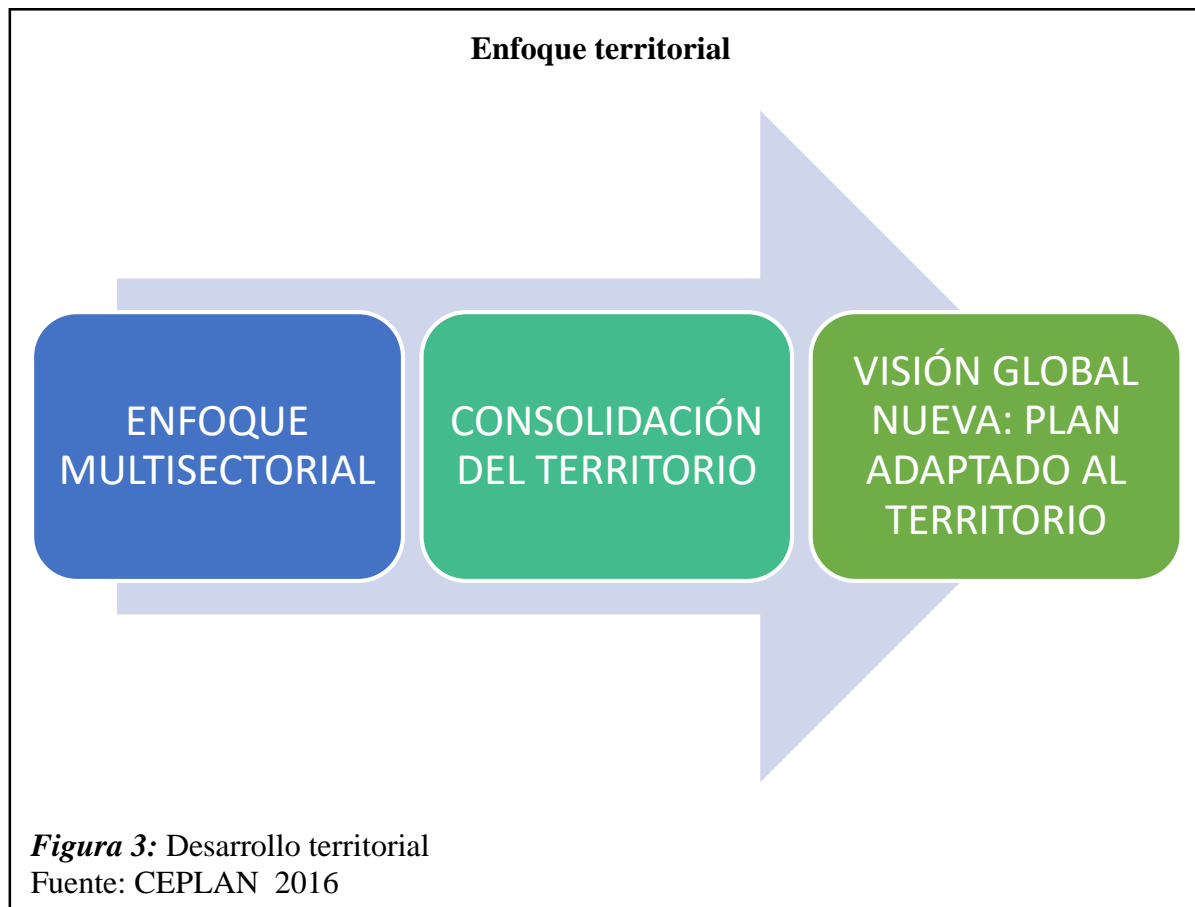 Enfoque territorial
ENFOQUE
MULTISECTORIAL
CONSOLIDACIÓN
DEL TERRITORIO
VISIÓN GLOBAL
NUEVA: PLAN
ADAPTADO AL
TERRITORIO
Figura 3: Desarrollo territorial
Fuente: CEPLAN  2016